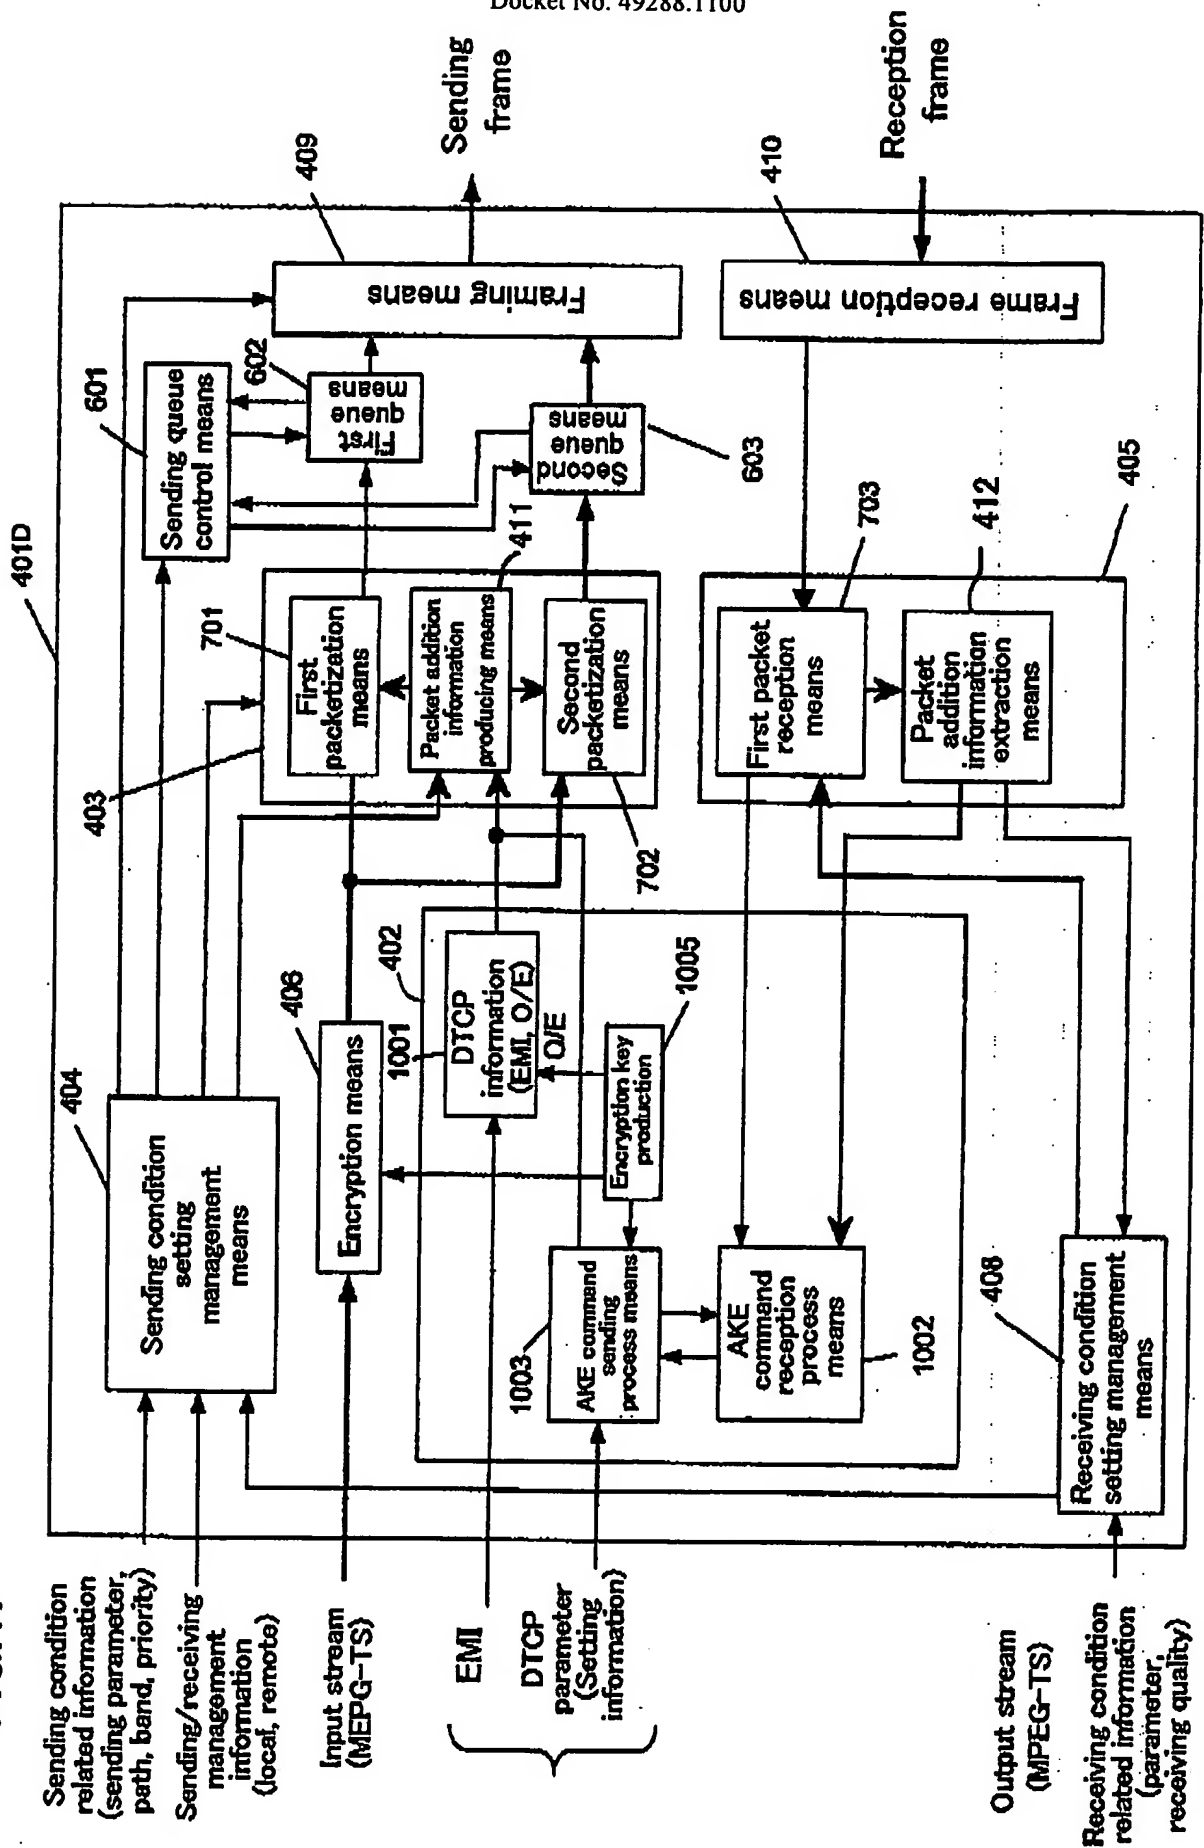 Docket No. 49288.1100
401D
Sending condition
related information
(sending parameter,
path, band, priority)
Sending/receiving
management
information
(local, remote)
Input stream
(MEPG-TS)
EMI
DTCP
parameter
(Setting
information)
Output stream
(MPEG-TS)
Receiving condition
related information
(parameter,
receiving quality)
404
Sending condition
setting
management
means
406
Encryption means
402
1001
DTCP
information
(EMI, O/E)
O/E
1005
Encryption key
production
1003
AKE command
sending
process means
AKE
command
reception
process
means
1002
408
Receiving condition
setting management
means
403
701
First
packetization
means
411
Packet addition
information
producing means
Second
packetization
means
702
703
First packet
reception
means
412
Packet
addition
information
extraction
means
405
601
Sending queue
control means
602
First
queue
means
603
Second
queue
means
409
Framing means
410
Frame reception means
Sending
frame
Reception
frame